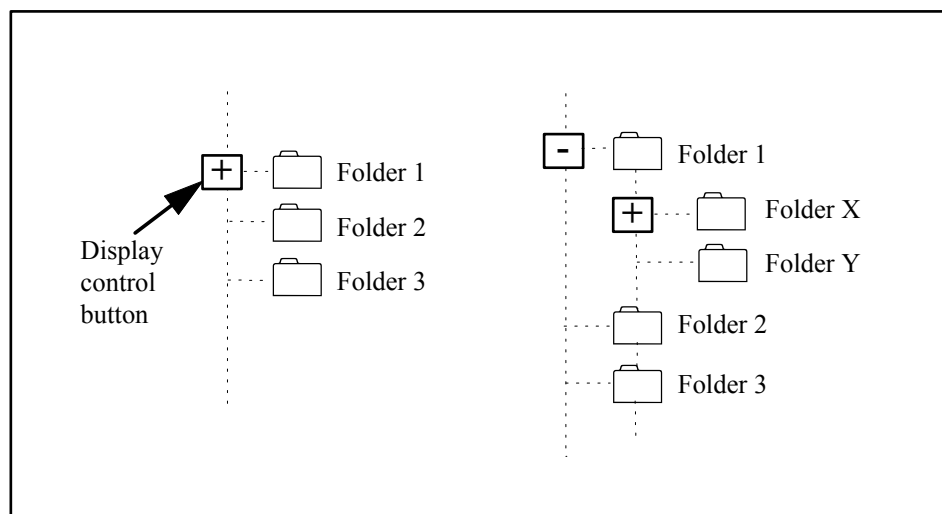 +
Folder 1
Folder 2
Folder 3
Display
control
button
-
Folder 1
+
Folder X
Folder Y
Folder 2
Folder 3